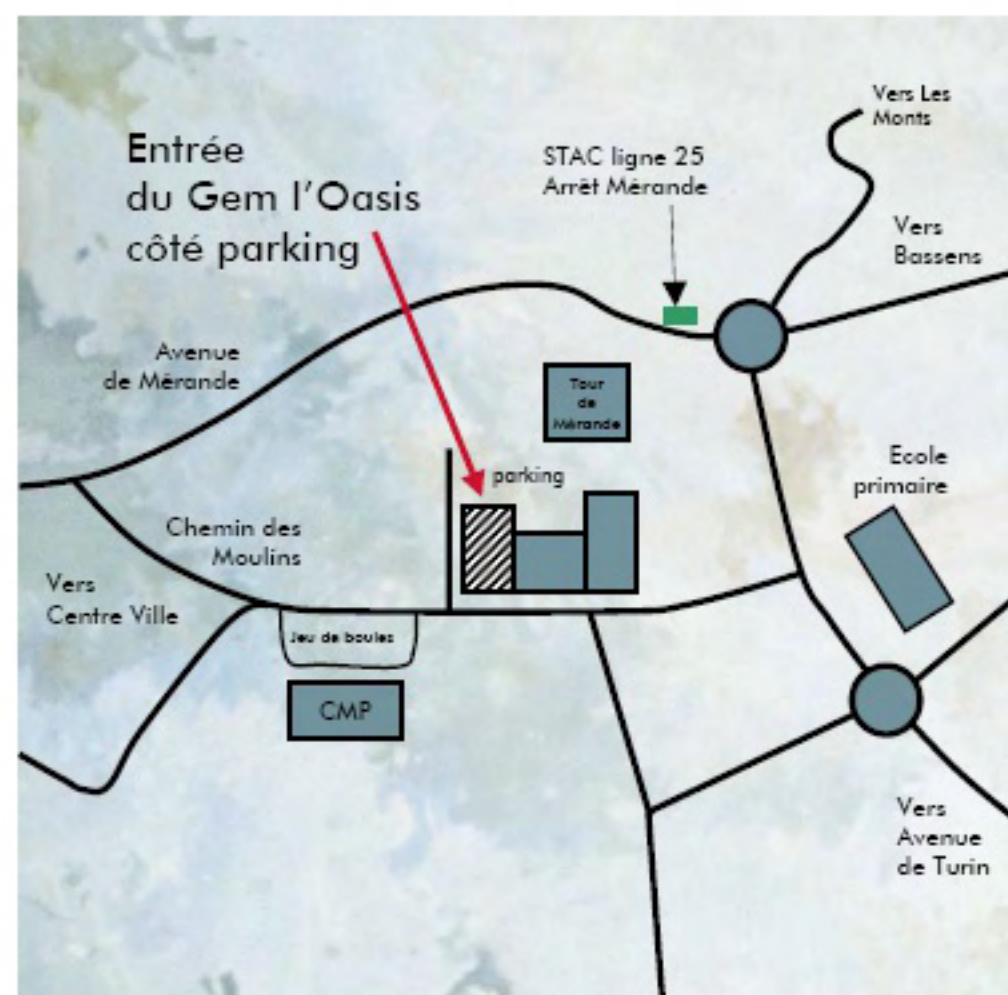 Vers Les
Monts
Entrée
du Gem l'Oasis
côté parking
STAC ligne 25
Arrêt Mérande
Vers
Bassens
Avenue
de Mérande
Tour
de
Mérande
parking
Ecole
primaire
Chemin des
Moulins
Vers
Centre Ville
Jeu de boules
CMP
Vers
Avenue
de Turin